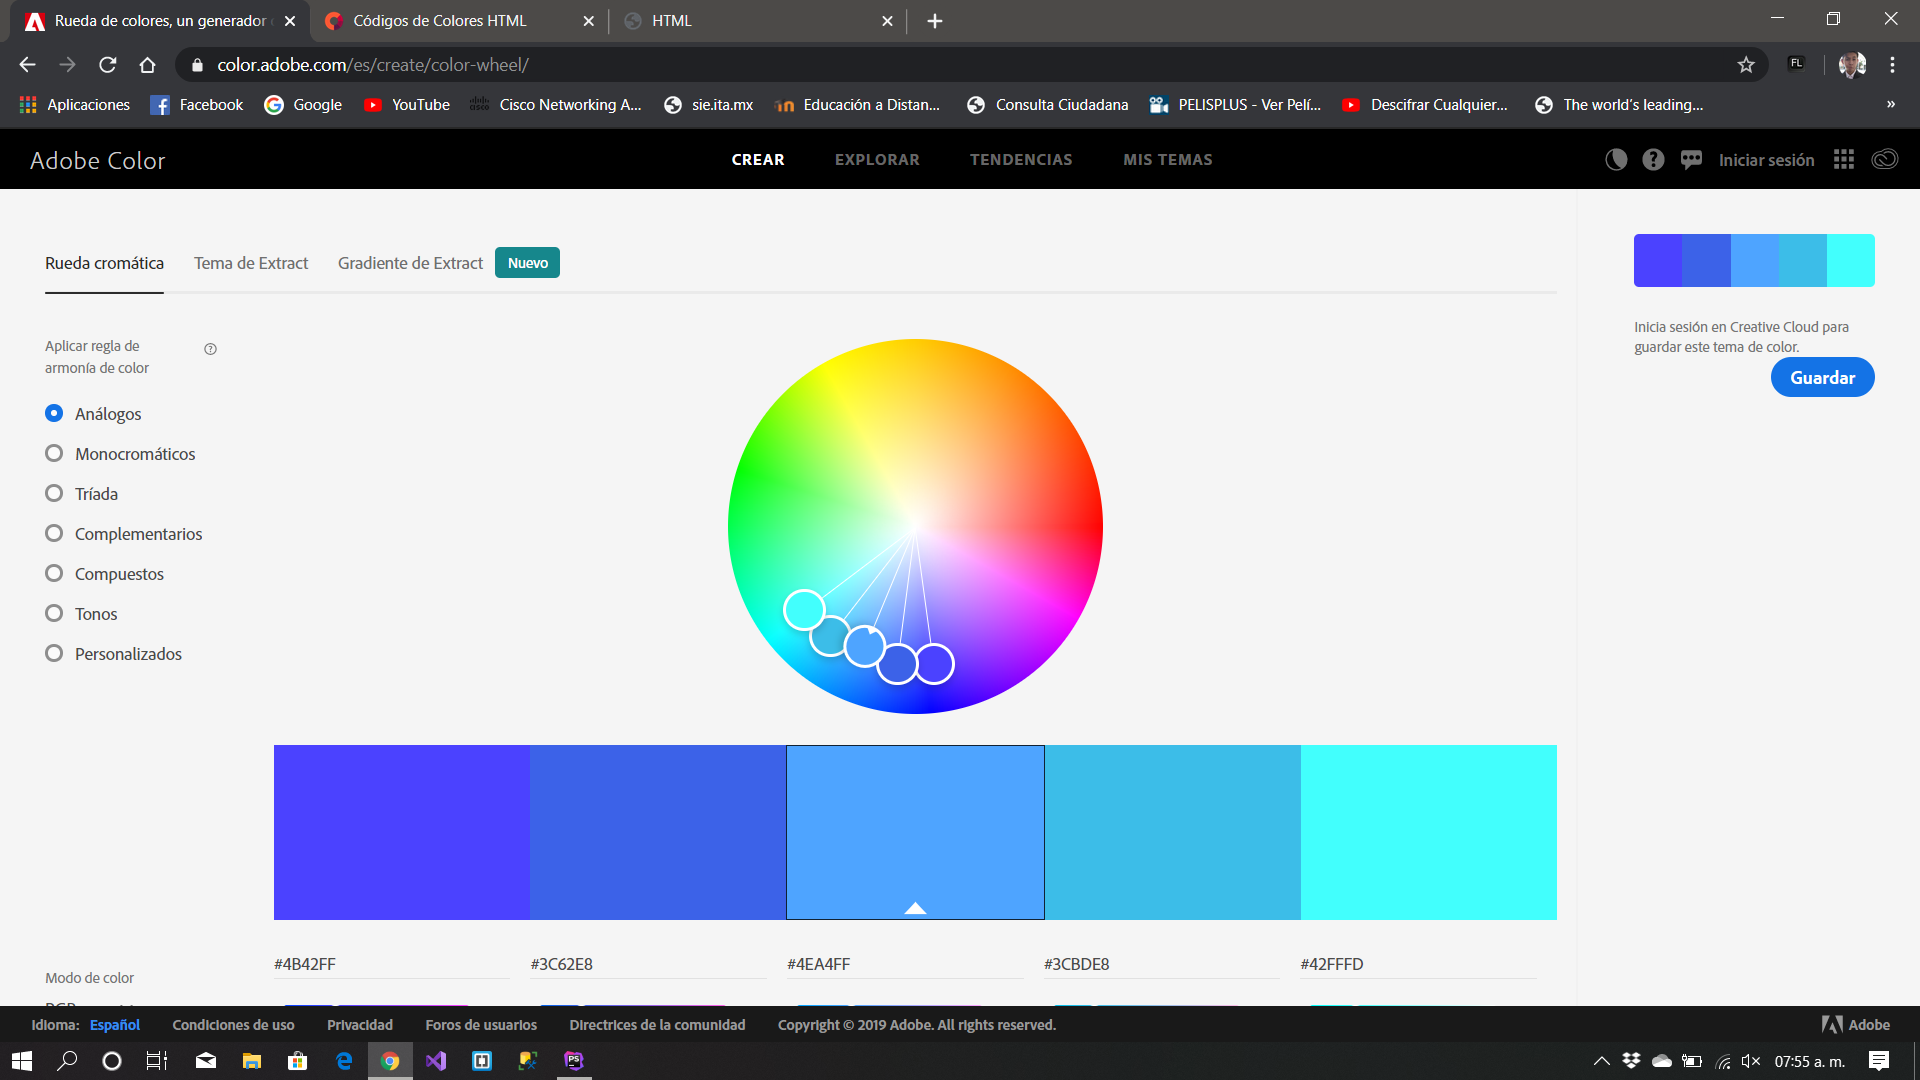 Rueda de colores, un generador
Códigos de Colores HTML
HTML
color.adobe.com/es/create/color-wheel/
FL
Aplicaciones
Facebook
Google
YouTube
Cisco Networking A...
sie.ita.mx
Educación a Distan...
Consulta Ciudadana
PELISPLUS - Ver Pelí...
Descifrar Cualquier...
The world's leading...
»
Adobe Color
CREAR
EXPLORAR
TENDENCIAS
MIS TEMAS
Iniciar sesión
Rueda cromática
Tema de Extract
Gradiente de Extract
Nuevo
Aplicar regla de
armonía de color
Análogos
Monocromáticos
Tríada
Complementarios
Compuestos
Tonos
Personalizados
Inicia sesión en Creative Cloud para
guardar este tema de color.
Guardar
#4B42FF
#3C62E8
#4EA4FF
#3CBDE8
#42FFFD
Modo de color
Idioma: Español
Condiciones de uso
Privacidad
Foros de usuarios
Directrices de la comunidad
Copyright © 2019 Adobe. All rights reserved.
Adobe
07:55 a. m.